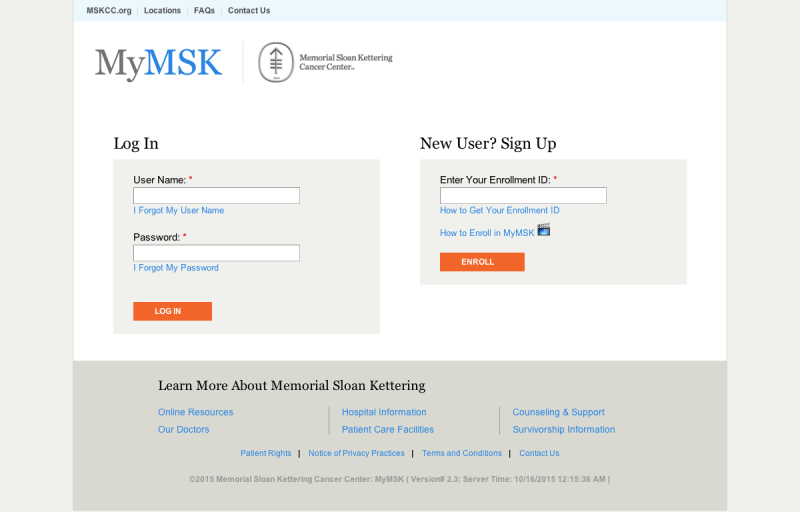 MSKCC.org | Locations | FAQs | Contact Us
MyMSK
Memorial Sloan Kettering
Cancer Center
Log In
User Name: *
I Forgot My User Name
Password: *
I Forgot My Password
LOG IN
New User? Sign Up
Enter Your Enrollment ID: *
How to Get Your Enrollment ID
How to Enroll in MyMSK
ENROLL
Learn More About Memorial Sloan Kettering
Online Resources
Our Doctors
Hospital Information
Patient Care Facilities
Counseling & Support
Survivorship Information
Patient Rights | Notice of Privacy Practices | Terms and Conditions | Contact Us
©2015 Memorial Sloan Kettering Cancer Center: MyMSK ( Version# 2.3; Server Time: 10/16/2015 12:15:36 AM )